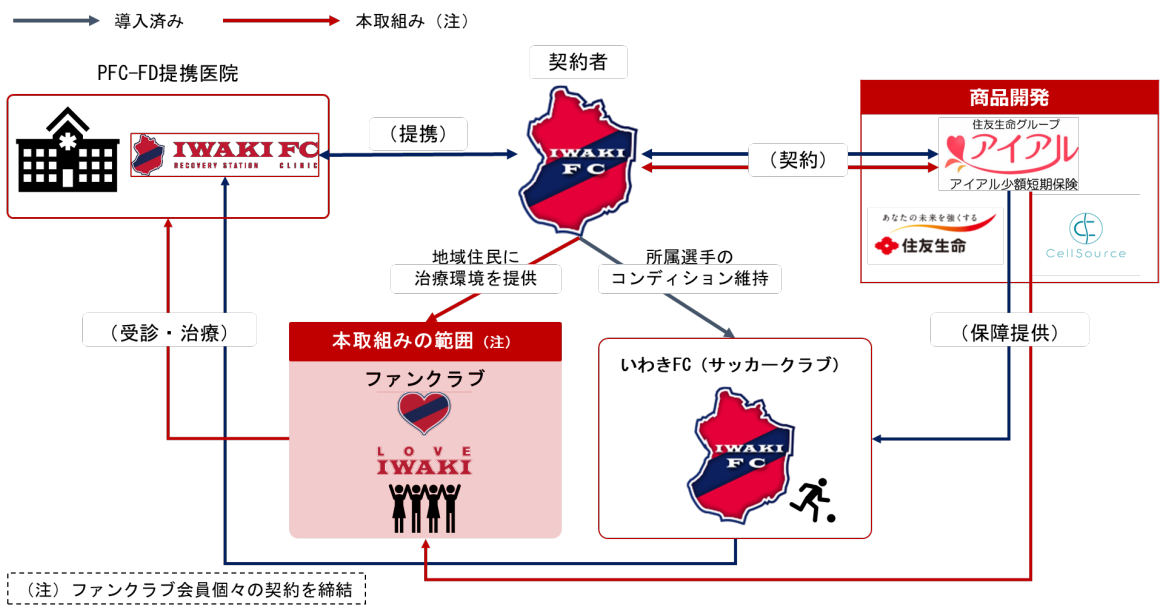 導入済み
本取組み（注）
契約者
PFC-FD提携医院
IWAKI FC
RECOVERY STATION CLINIC
（提携）
IWAKI
FC
（契約）
商品開発
住友生命グループ
アイアル
アイアル少額短期保険
あなたの未来を強くする
住友生命
CellSource
地域住民に
治療環境を提供
所属選手の
コンディション維持
（受診・治療）
（保障提供）
本取組みの範囲（注）
ファンクラブ
LOVE
IWAKI
いわきFC（サッカークラブ）
IWAKI
FC
（注）ファンクラブ会員個々の契約を締結